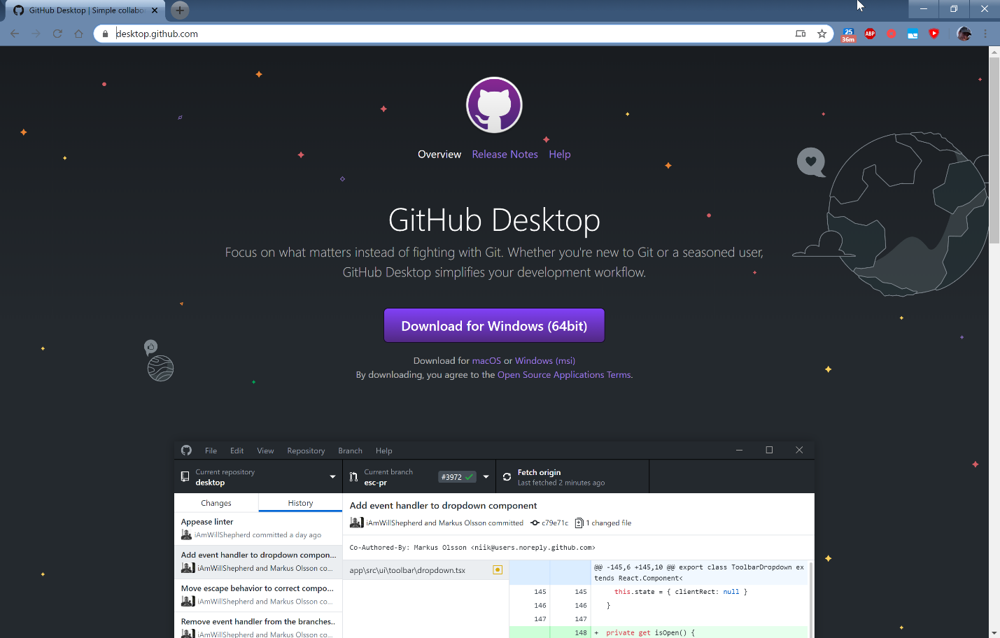 GitHub Desktop | Simple collabo
desktop.github.com
25
36m
ABP
Overview Release Notes Help
GitHub Desktop
Focus on what matters instead of fighting with Git. Whether you're new to Git or a seasoned user,
GitHub Desktop simplifies your development workflow.
Download for Windows (64bit)
Download for macOS or Windows (msi)
By downloading, you agree to the Open Source Applications Terms.
File Edit View Repository Branch Help
Current repository
desktop
Current branch
esc-pr
#3972
Fetch origin
Last fetched 2 minutes ago
Changes History
Appease linter
iAmWillShepherd committed a day ago
Add event handler to dropdown compon...
iAmWillShepherd and Markus Olsson co...
Move escape behavior to correct compo...
iAmWillShepherd and Markus Olsson co...
Remove event handler from the branches..
iAmWillShepherd and Markus Olsson co...
Add event handler to dropdown component
iAmWillShepherd and Markus Olsson committed c79e71c 1 changed file
Co-Authored-By: Markus Olsson <niik@users.noreply.github.com>
app\src\ui\toolbar\dropdown.tsx
@@ -145,6 +145,10 @@ export class ToolbarDropdown ex
tends React.Component<
145 145 this.state = { clientRect: null }
146 146 }
147 147
148 + private get isOpen() {